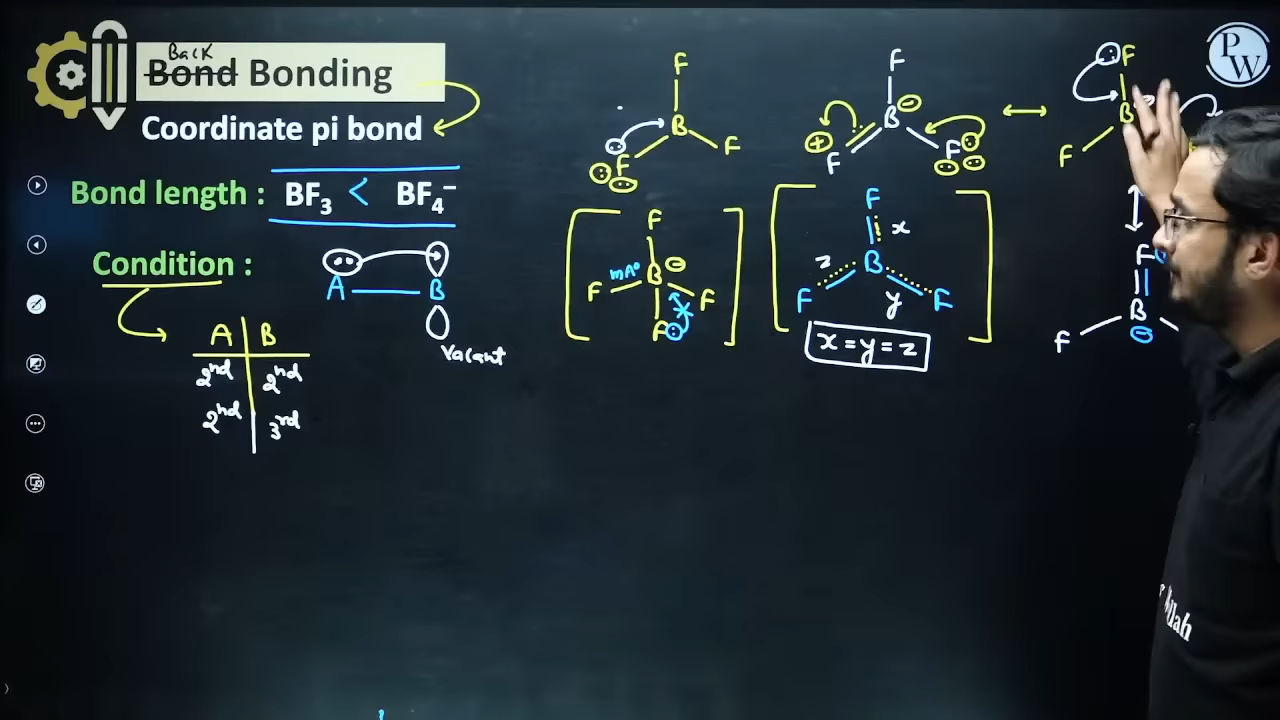 Back
Bond Bonding
Coordinate pi bond
Bond length : BF₃ < BF₄⁻
Condition :
A B
Vacant
A B
2nd 2nd
2nd 3rd
F
B
F F
F
B ⊖
⊕ F F
↔
F
B
F
F
B ⊖
F F F
F
x
B
z y
F F
x = y = z
F
B
F ⊖
PW